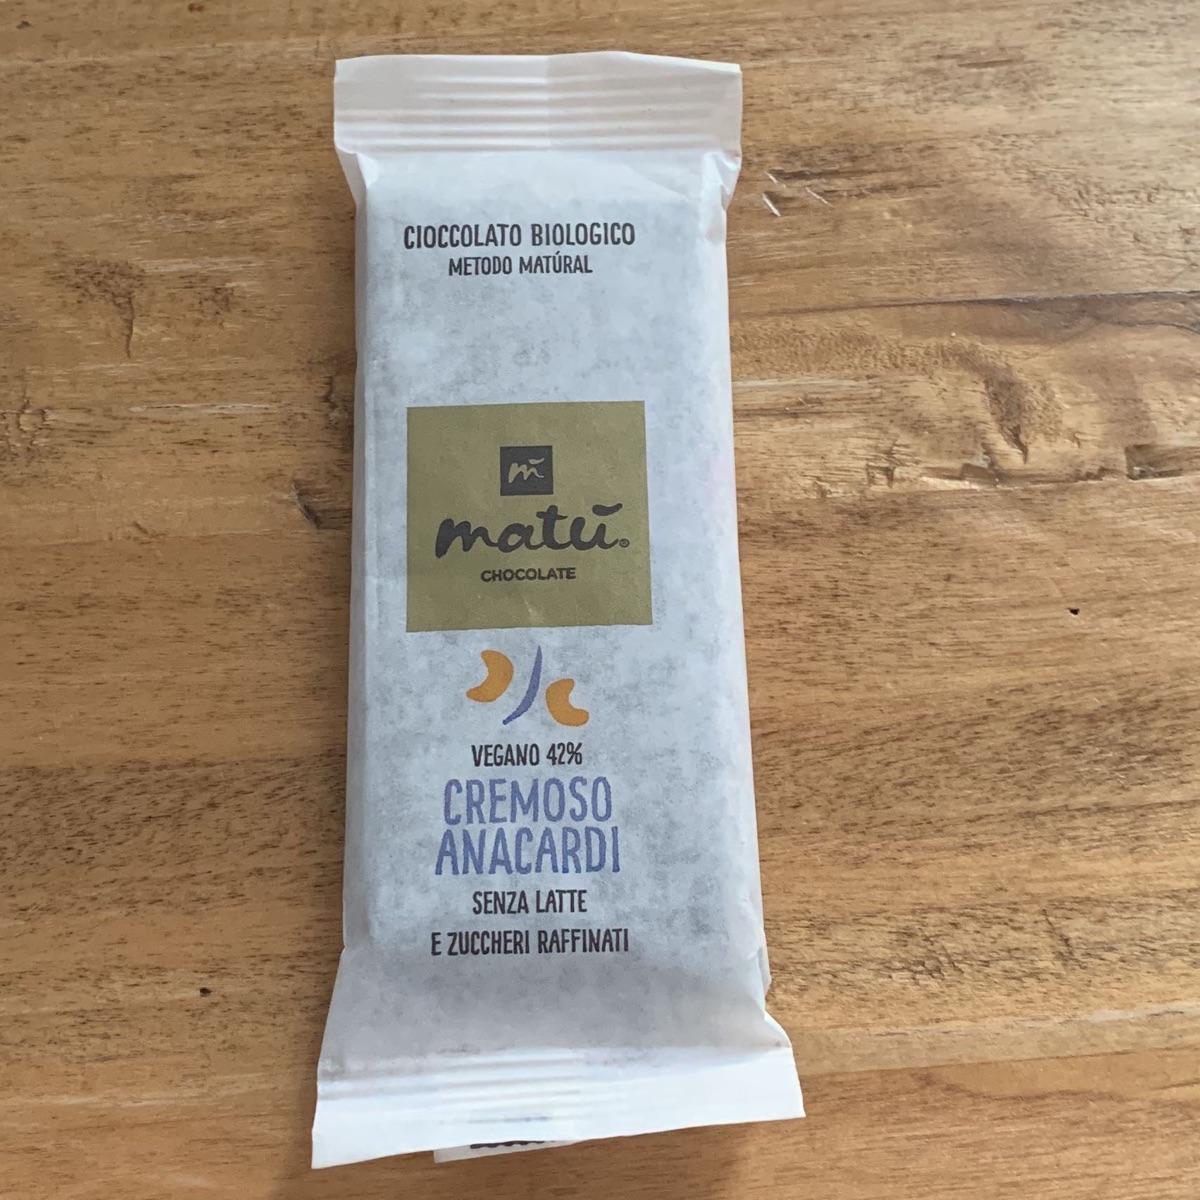 CIOCCOLATO BIOLOGICO
METODO MATÚRAL
m̃
matū®
CHOCOLATE
VEGANO 42%
CREMOSO
ANACARDI
SENZA LATTE
E ZUCCHERI RAFFINATI